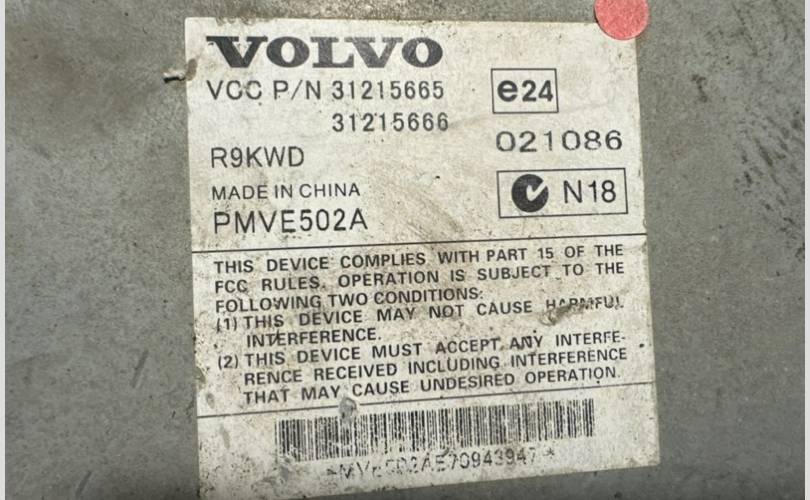 VOLVO
VCC P/N 31215665
31215666
e24
021086
R9KWD
MADE IN CHINA
PMVE502A
N18
THIS DEVICE COMPLIES WITH PART 15 OF THE
FCC RULES. OPERATION IS SUBJECT TO THE
FOLLOWING TWO CONDITIONS:
(1) THIS DEVICE MAY NOT CAUSE HARMFUL
INTERFERENCE.
(2) THIS DEVICE MUST ACCEPT ANY INTERFE-
RENCE RECEIVED INCLUDING INTERFERENCE
THAT MAY CAUSE UNDESIRED OPERATION.